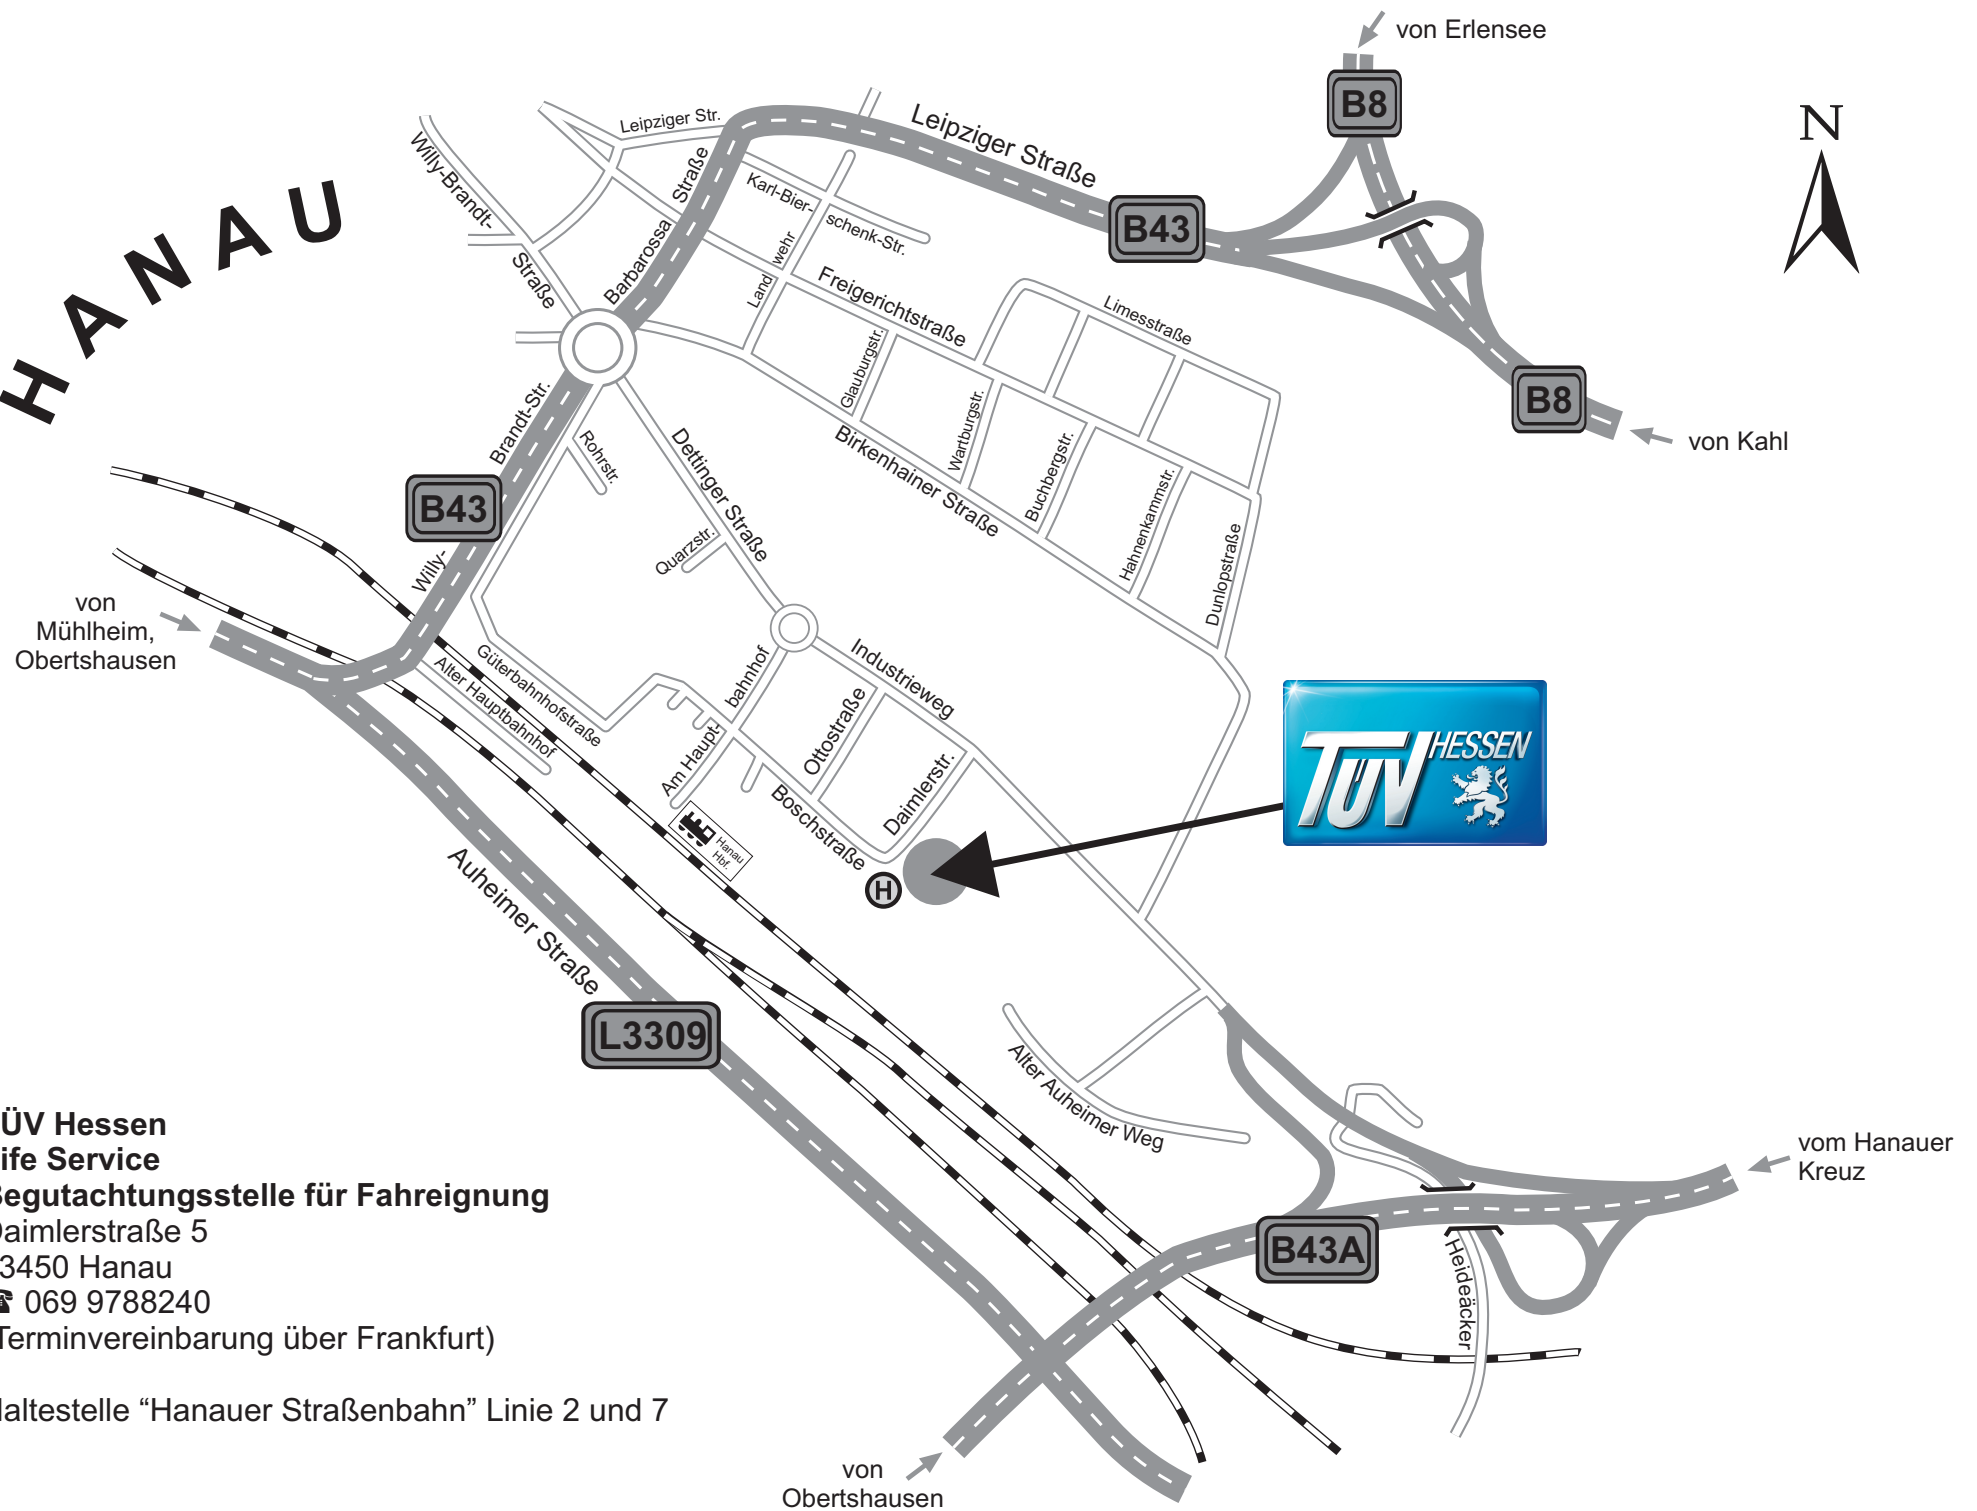 von Erlensee
B8
N
HANAU
Leipziger Str.
Leipziger Straße
Willy-Brandt-
Straße
Barbarossa Straße
Karl-Bier-
schenk-Str.
B43
Land wehr
Freigerichtstraße
Limesstraße
Glauburgstr.
B8
von Kahl
Brandt-Str.
Rohrstr.
Dettinger Straße
Birkenhainer Straße
Wartburgstr.
Buchbergstr.
Hahnenkammstr.
Dunlopstraße
B43
Willy-
Quarzstr.
von
Mühlheim,
Obertshausen
Alter Hauptbahnhof
Güterbahnhofstraße
Am Haupt-
bahnhof
Industrieweg
Ottostraße
Daimlerstr.
Boschstraße
TÜV HESSEN
Hanau
Hbf.
H
Auheimer Straße
L3309
Alter Auheimer Weg
ÜV Hessen
ife Service
Begutachtungsstelle für Fahreignung
Daimlerstraße 5
3450 Hanau
☎ 069 9788240
(Terminvereinbarung über Frankfurt)
Haltestelle “Hanauer Straßenbahn” Linie 2 und 7
vom Hanauer
Kreuz
B43A
Heideäcker
von
Obertshausen